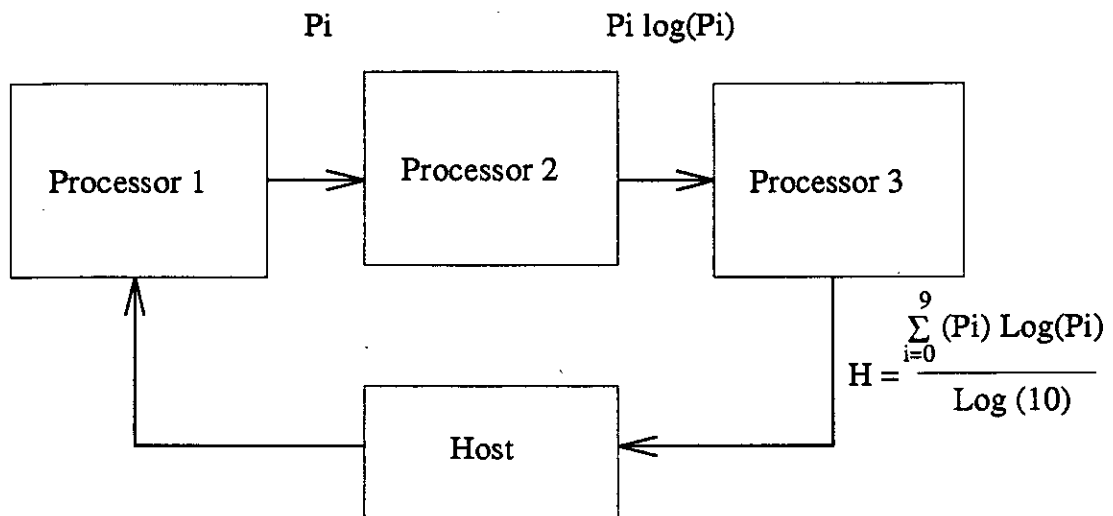 Pi
Pi log(Pi)
Processor 1
Processor 2
Processor 3
9
Σ (Pi) Log(Pi)
i=0
H =
Log (10)
Host